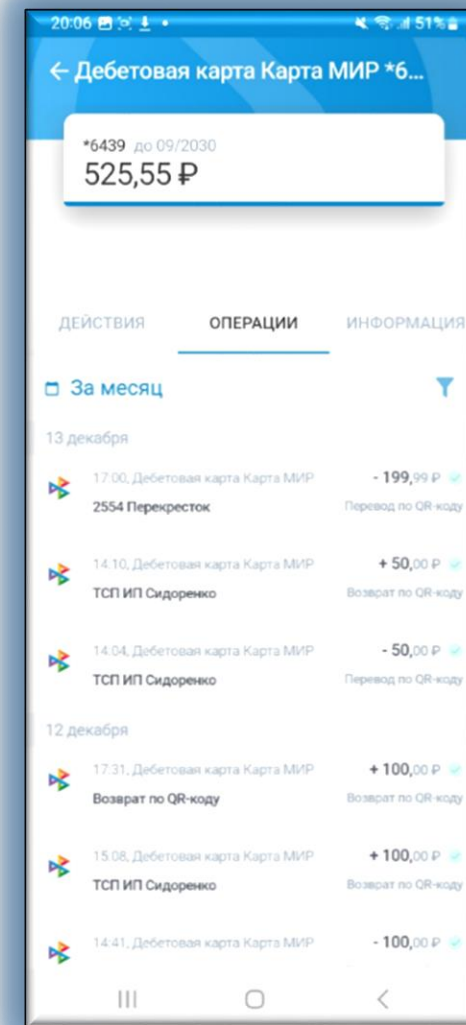 20:06 51%
← Дебетовая карта Карта МИР *6...
*6439 до 09/2030
525,55 ₽
ДЕЙСТВИЯ ОПЕРАЦИИ ИНФОРМАЦИЯ
За месяц
13 декабря
17:00, Дебетовая карта Карта МИР - 199,99 ₽
2554 Перекресток Перевод по QR-коду
14:10, Дебетовая карта Карта МИР + 50,00 ₽
ТСП ИП Сидоренко Возврат по QR-коду
14:04, Дебетовая карта Карта МИР - 50,00 ₽
ТСП ИП Сидоренко Перевод по QR-коду
12 декабря
17:31, Дебетовая карта Карта МИР + 100,00 ₽
Возврат по QR-коду Возврат по QR-коду
15:08, Дебетовая карта Карта МИР + 100,00 ₽
ТСП ИП Сидоренко Возврат по QR-коду
14:41, Дебетовая карта Карта МИР - 100,00 ₽